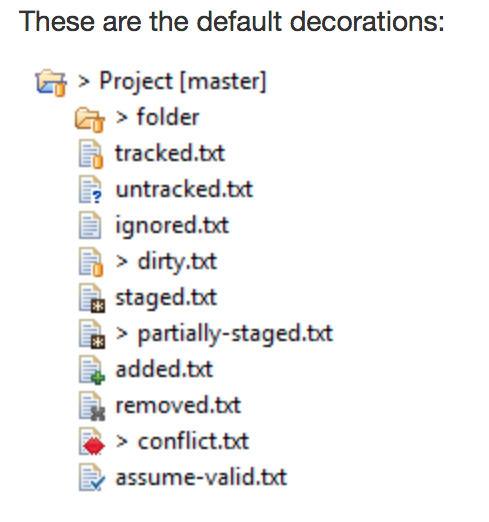 These are the default decorations:
> Project [master]
> folder
tracked.txt
untracked.txt
ignored.txt
> dirty.txt
staged.txt
> partially-staged.txt
added.txt
removed.txt
> conflict.txt
assume-valid.txt